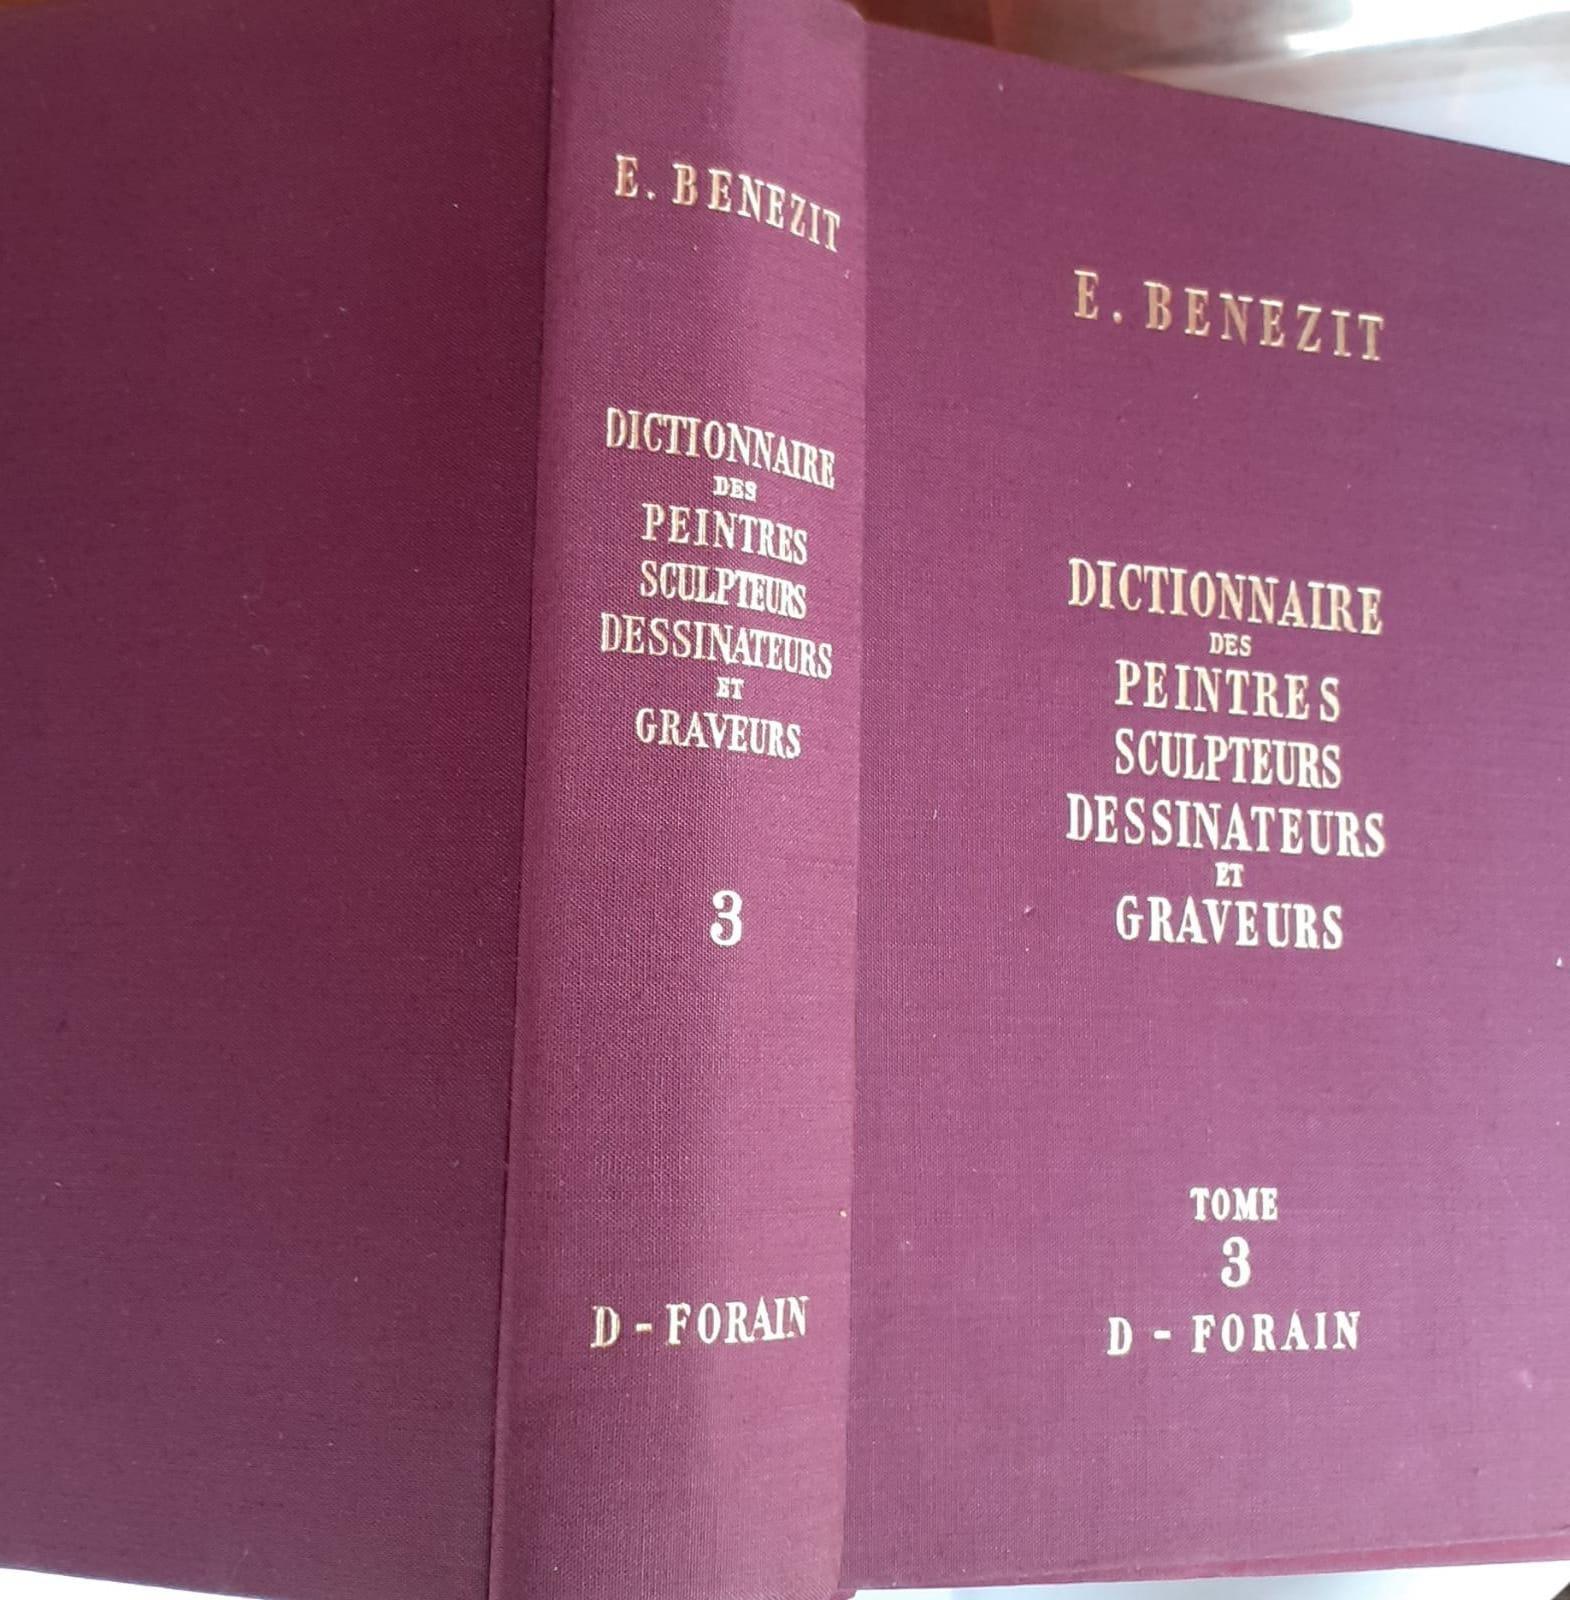 E. BENEZIT
DICTIONNAIRE
DES
PEINTRES
SCULPTEURS
DESSINATEURS
ET
GRAVEURS
3
D - FORAIN
E. BENEZIT
DICTIONNAIRE
DES
PEINTRES
SCULPTEURS
DESSINATEURS
ET
GRAVEURS
TOME
3
D - FORAIN